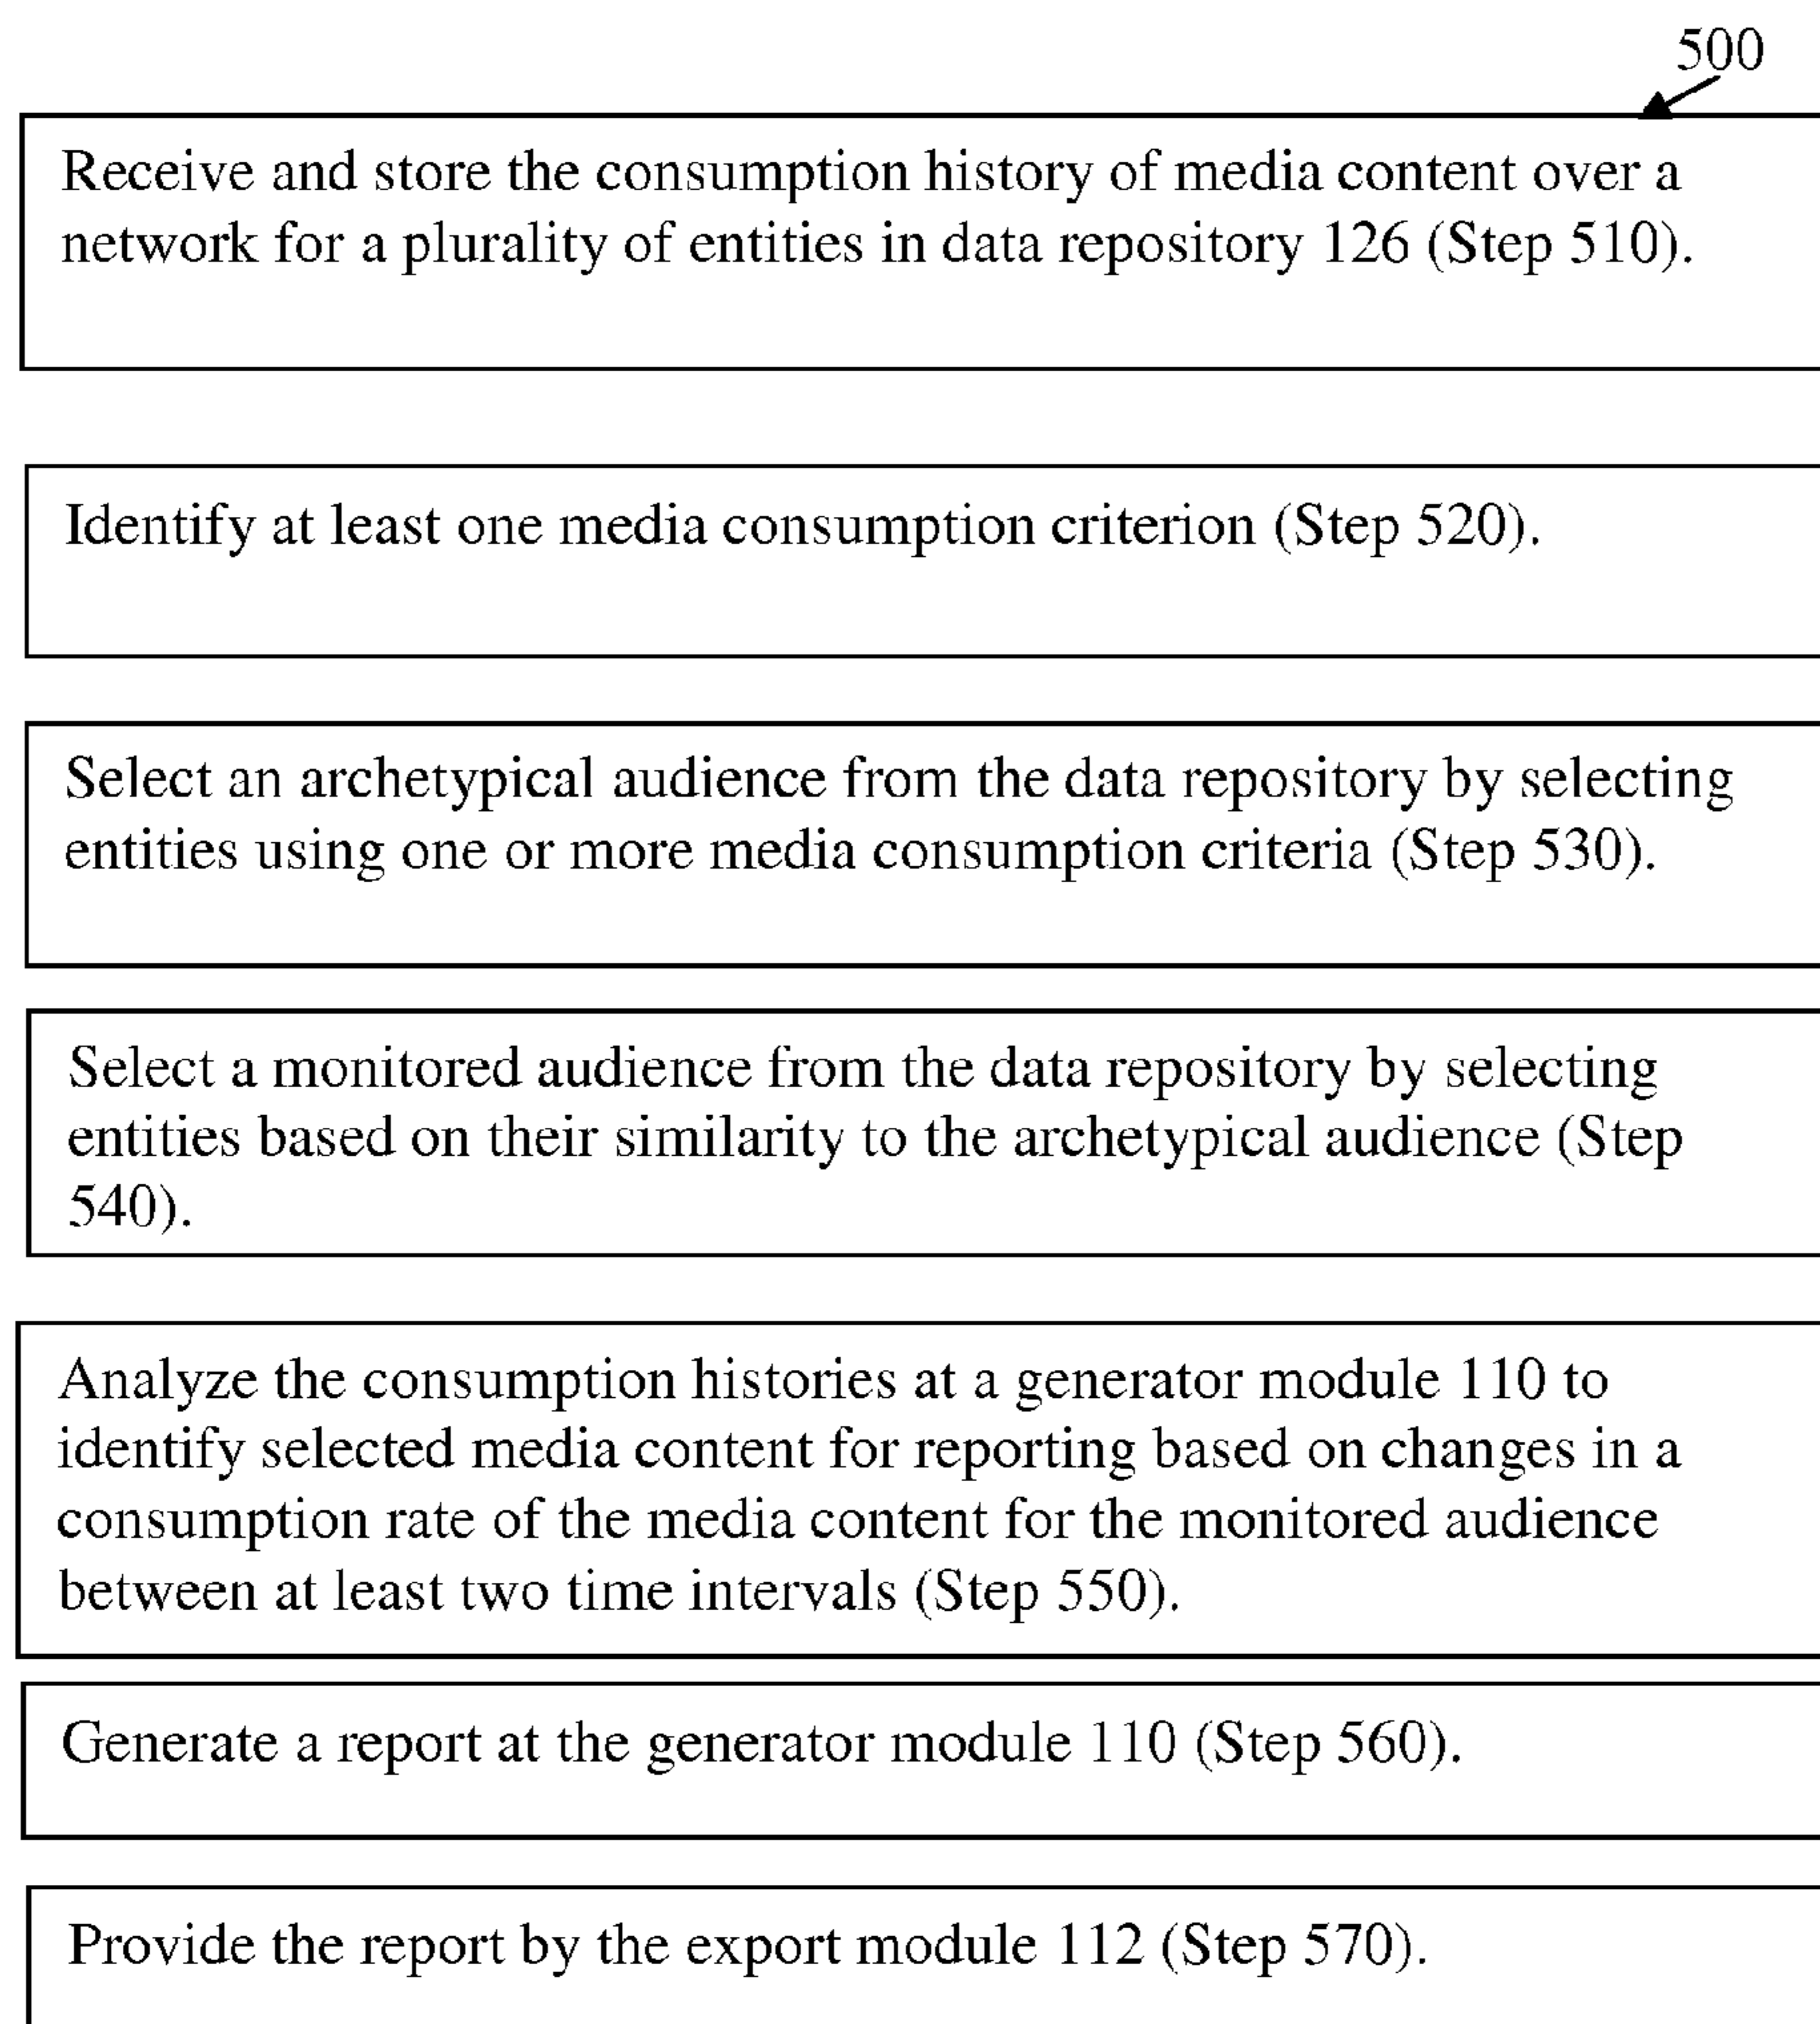 500
Receive and store the consumption history of media content over a
network for a plurality of entities in data repository 126 (Step 510).
Identify at least one media consumption criterion (Step 520).
Select an archetypical audience from the data repository by selecting
entities using one or more media consumption criteria (Step 530).
Select a monitored audience from the data repository by selecting
entities based on their similarity to the archetypical audience (Step
540).
Analyze the consumption histories at a generator module 110 to
identify selected media content for reporting based on changes in a
consumption rate of the media content for the monitored audience
between at least two time intervals (Step 550).
Generate a report at the generator module 110 (Step 560).
Provide the report by the export module 112 (Step 570).